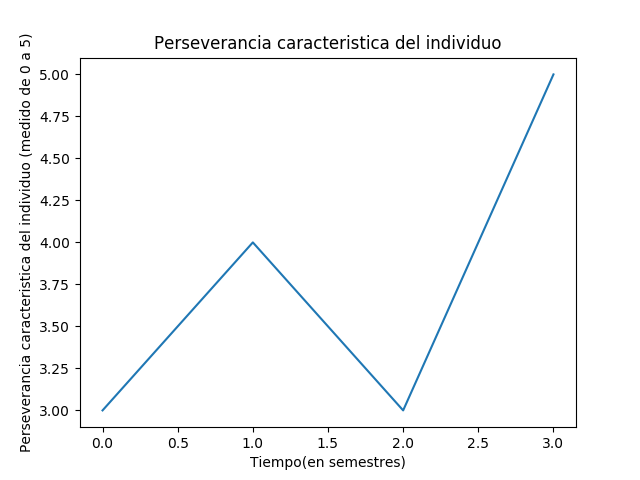 Perseverancia caracteristica del individuo
Perseverancia caracteristica del individuo (medido de 0 a 5)
5.00
4.75
4.50
4.25
4.00
3.75
3.50
3.25
3.00
0.0 0.5 1.0 1.5 2.0 2.5 3.0
Tiempo(en semestres)